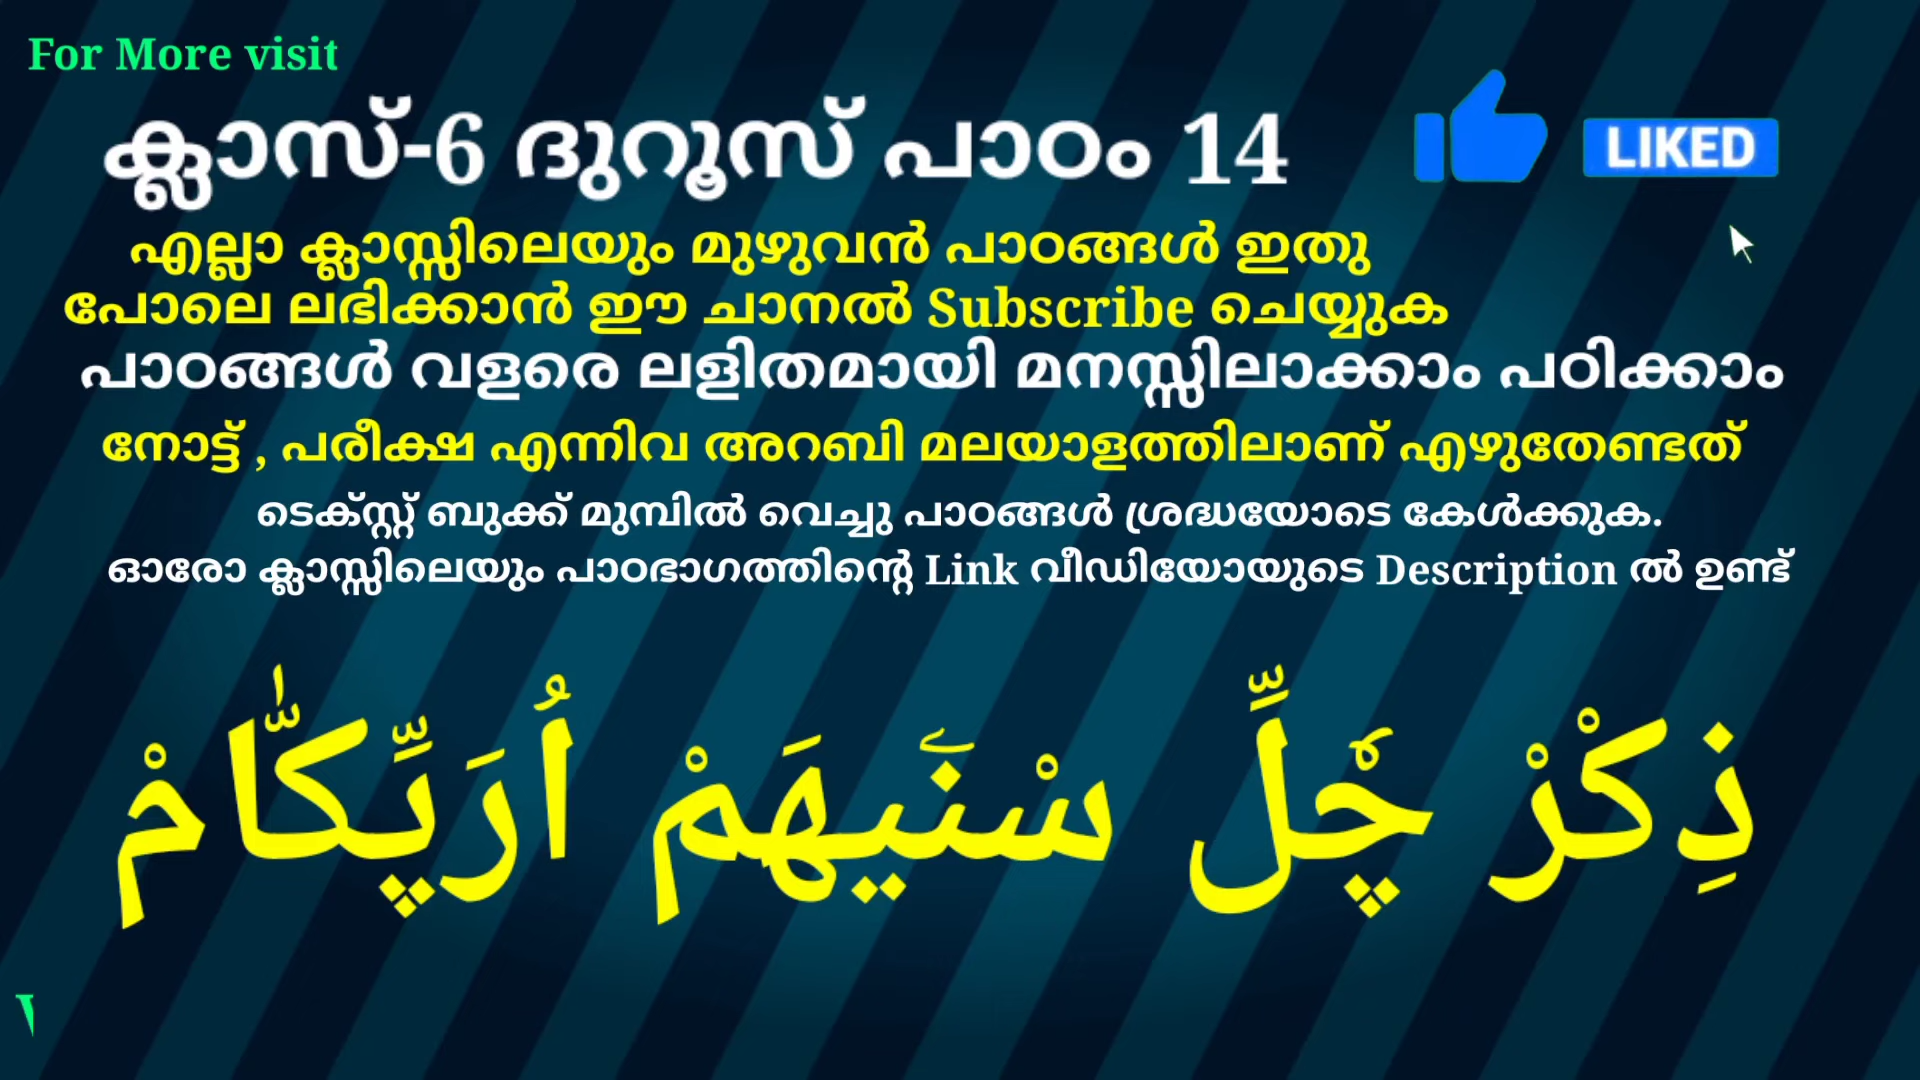 For More visit
ക്ലാസ്-6 ദുറൂസ് പാഠം 14
LIKED
എല്ലാ ക്ലാസ്സിലെയും മുഴുവൻ പാഠങ്ങൾ ഇതു
പോലെ ലഭിക്കാൻ ഈ ചാനൽ Subscribe ചെയ്യുക
പാഠങ്ങൾ വളരെ ലളിതമായി മനസ്സിലാക്കാം പഠിക്കാം
നോട്ട് , പരീക്ഷ എന്നിവ അറബി മലയാളത്തിലാണ് എഴുതേണ്ടത്
ടെക്സ്റ്റ് ബുക്ക് മുമ്പിൽ വെച്ചു പാഠങ്ങൾ ശ്രദ്ധയോടെ കേൾക്കുക.
ഓരോ ക്ലാസ്സിലെയും പാഠഭാഗത്തിന്റെ Link വീഡിയോയുടെ Description ൽ ഉണ്ട്
ذِكْرْ چٗلِّ سْنَيٰهَمْ أُرَپِّكَّامْ